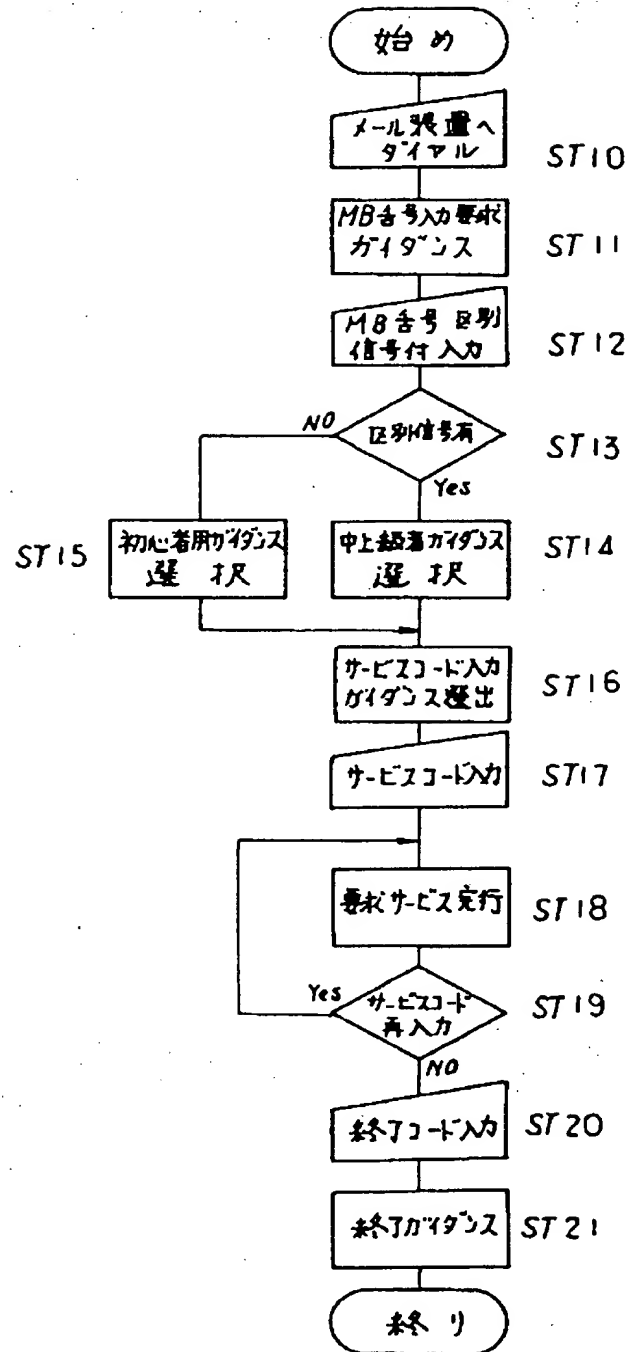 始め
メール装置へ
ダイヤル
ST10
MB番号入力要求
ガイダンス
ST11
MB番号 区別
信号付入力
ST12
区別信号有
NO
Yes
ST13
ST15
初心者用ガイダンス
選択
中上級者ガイダンス
選択
ST14
サービスコード入力
ガイダンス送出
ST16
サービスコード入力
ST17
要求サービス実行
ST18
Yes
サービスコード
再入力
ST19
NO
終了コード入力
ST20
終了ガイダンス
ST21
終り